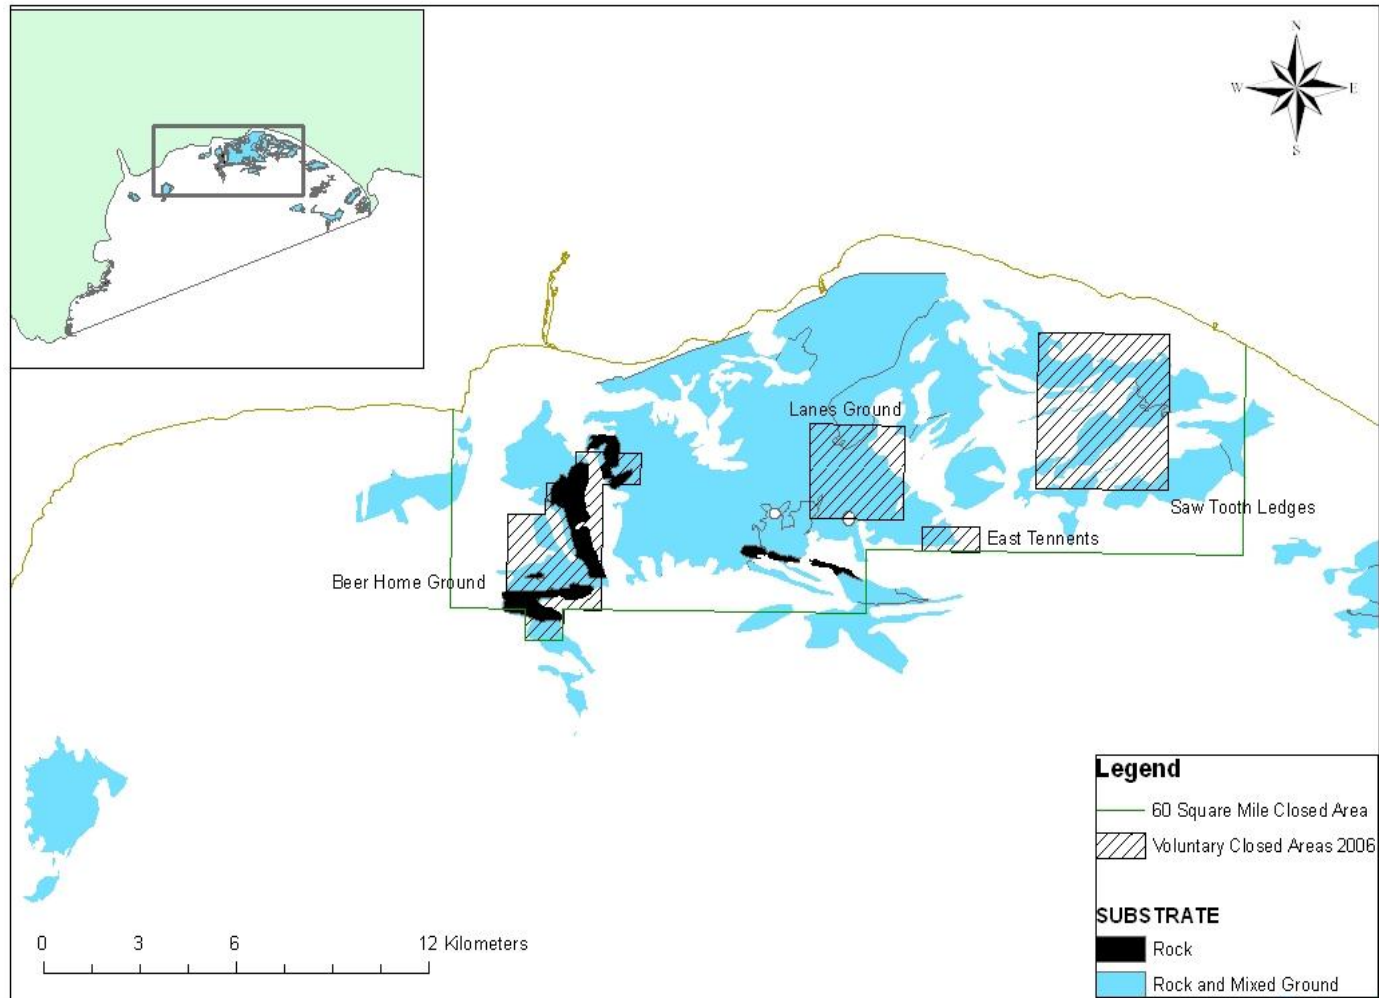 N
W
E
S
Lanes Ground
Saw Tooth Ledges
East Tennents
Beer Home Ground
Legend
60 Square Mile Closed Area
Voluntary Closed Areas 2006
SUBSTRATE
Rock
Rock and Mixed Ground
0 3 6 12 Kilometers